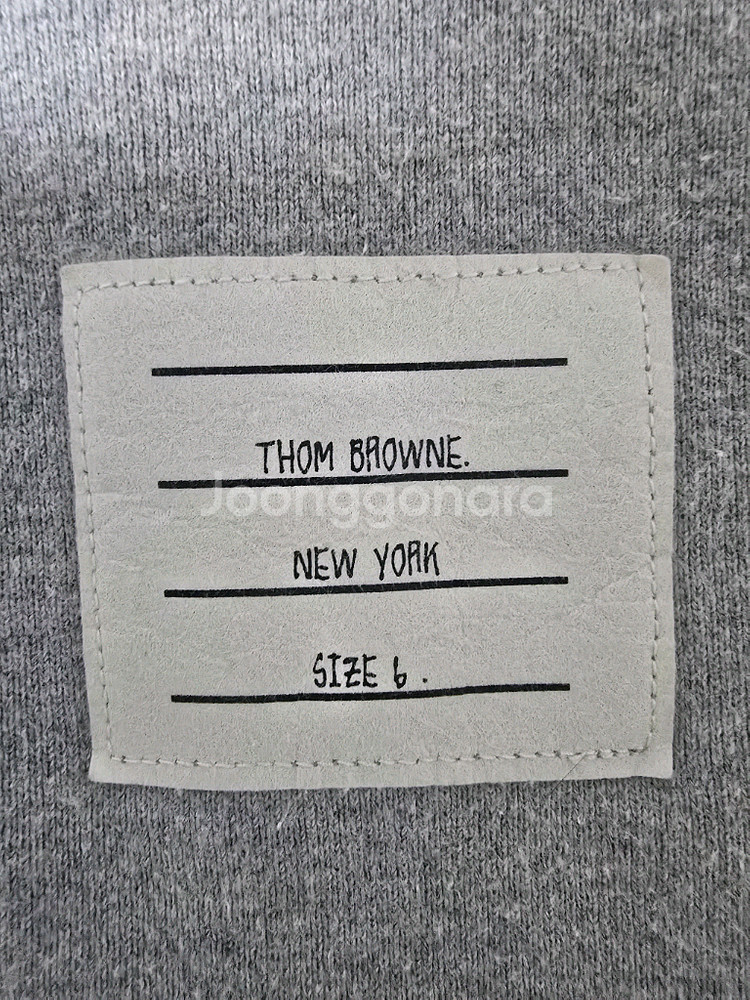 THOM BROWNE.
Joonggonara
NEW YORK
SIZE 6 .